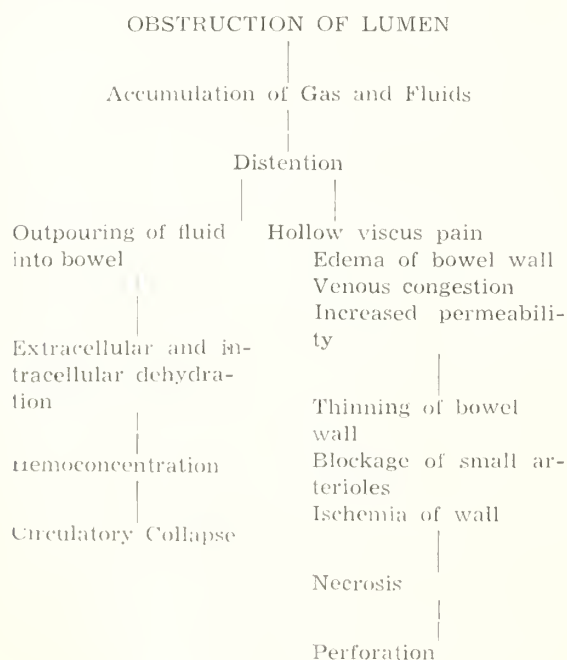 OBSTRUCTION OF LUMEN
Accumulation of Gas and Fluids
Distention
Outpouring of fluid
into bowel
Extracellular and in-
tracellular dehydra-
tion
Hemoconcentration
Circulatory Collapse
Hollow viscus pain
Edema of bowel wall
Venous congestion
Increased permeabili-
ty
Thinning of bowel
wall
Blockage of small ar-
terioles
Ischemia of wall
Necrosis
Perforation